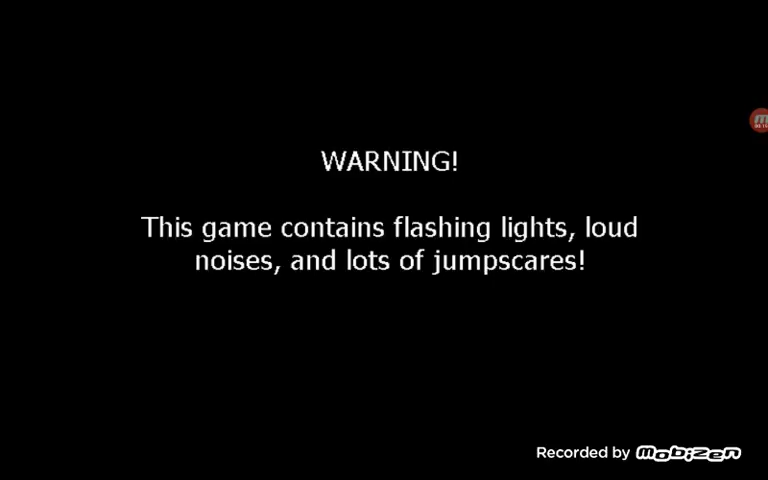 WARNING!
This game contains flashing lights, loud
noises, and lots of jumpscares!
Recorded by MOBIZEN